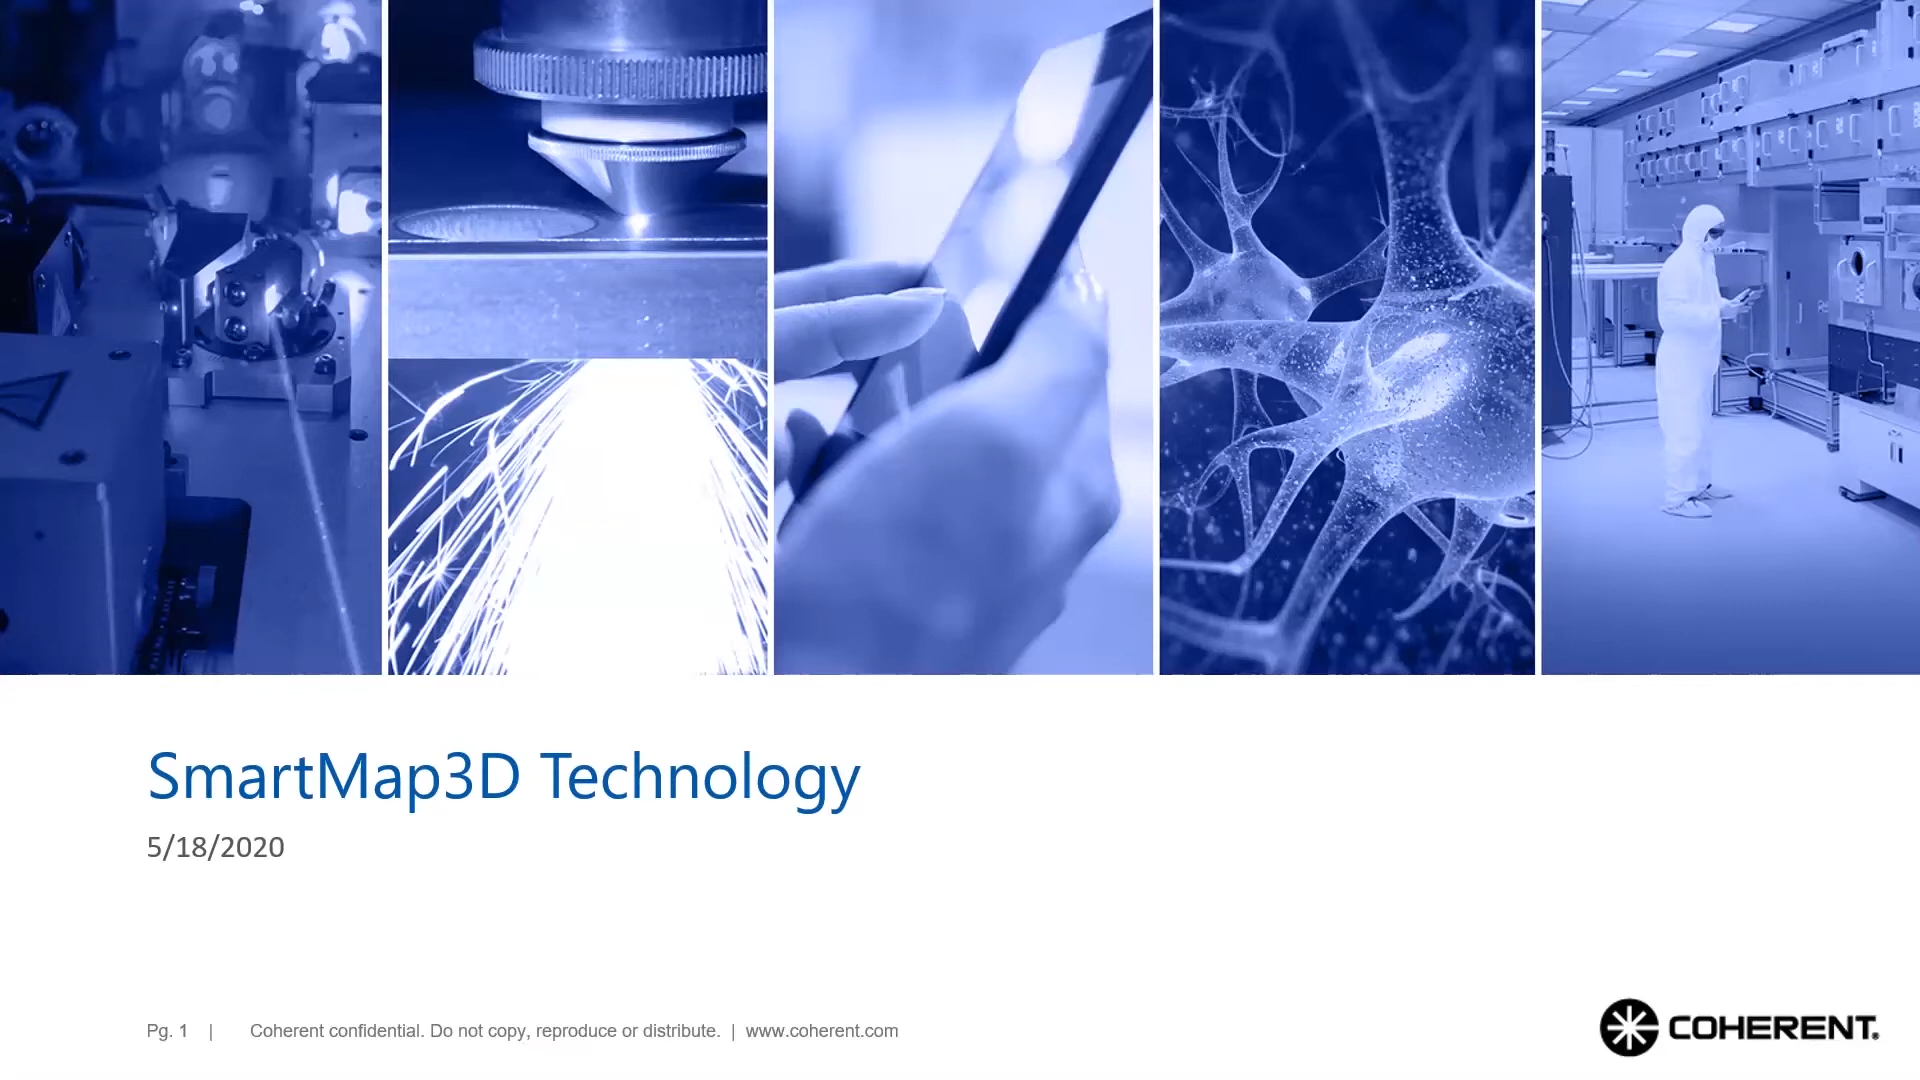 SmartMap3D Technology
5/18/2020
Pg. 1 | Coherent confidential. Do not copy, reproduce or distribute. | www.coherent.com
COHERENT®